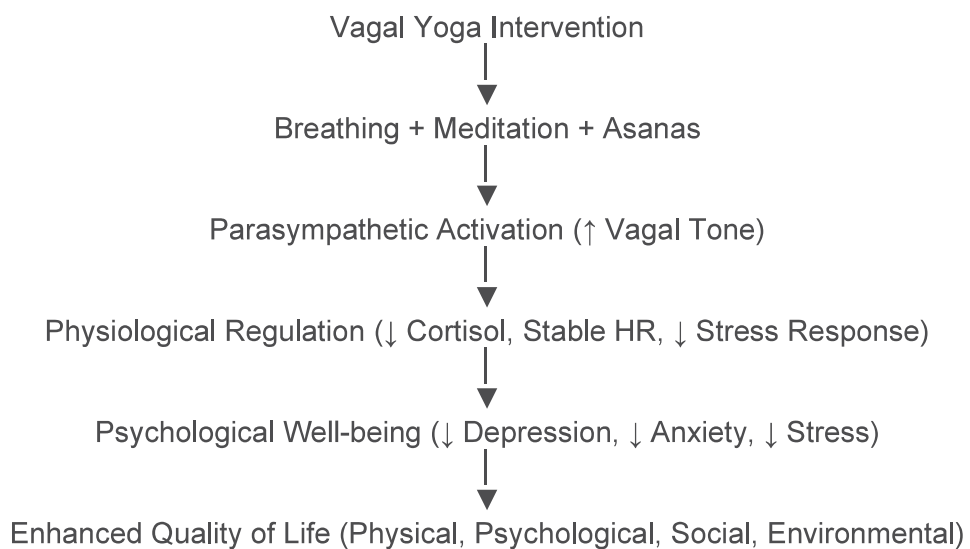 Vagal Yoga Intervention
Breathing + Meditation + Asanas
Parasympathetic Activation (↑ Vagal Tone)
Physiological Regulation (↓ Cortisol, Stable HR, ↓ Stress Response)
Psychological Well-being (↓ Depression, ↓ Anxiety, ↓ Stress)
Enhanced Quality of Life (Physical, Psychological, Social, Environmental)